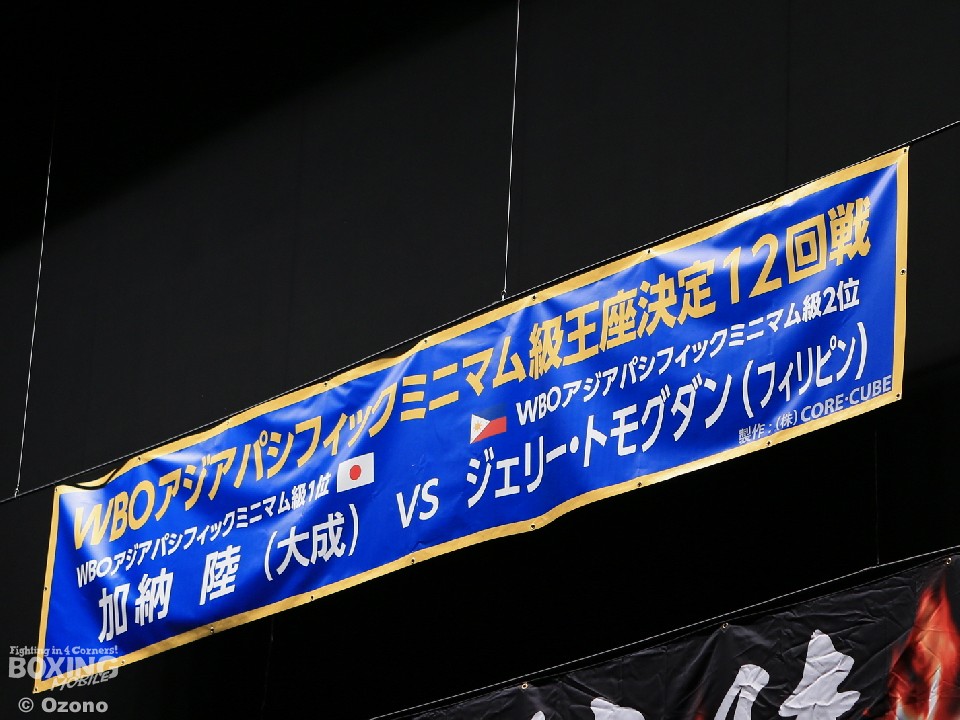 WBOアジアパシフィックミニマム級王座決定12回戦
WBOアジアパシフィックミニマム級1位
加納 陸 (大成)
VS
WBOアジアパシフィックミニマム級2位
ジェリー・トモグダン(フィリピン)
製作:(株)CORE・CUBE
Fighting in 4 Corners!
BOXING
MOBILE
© Ozono